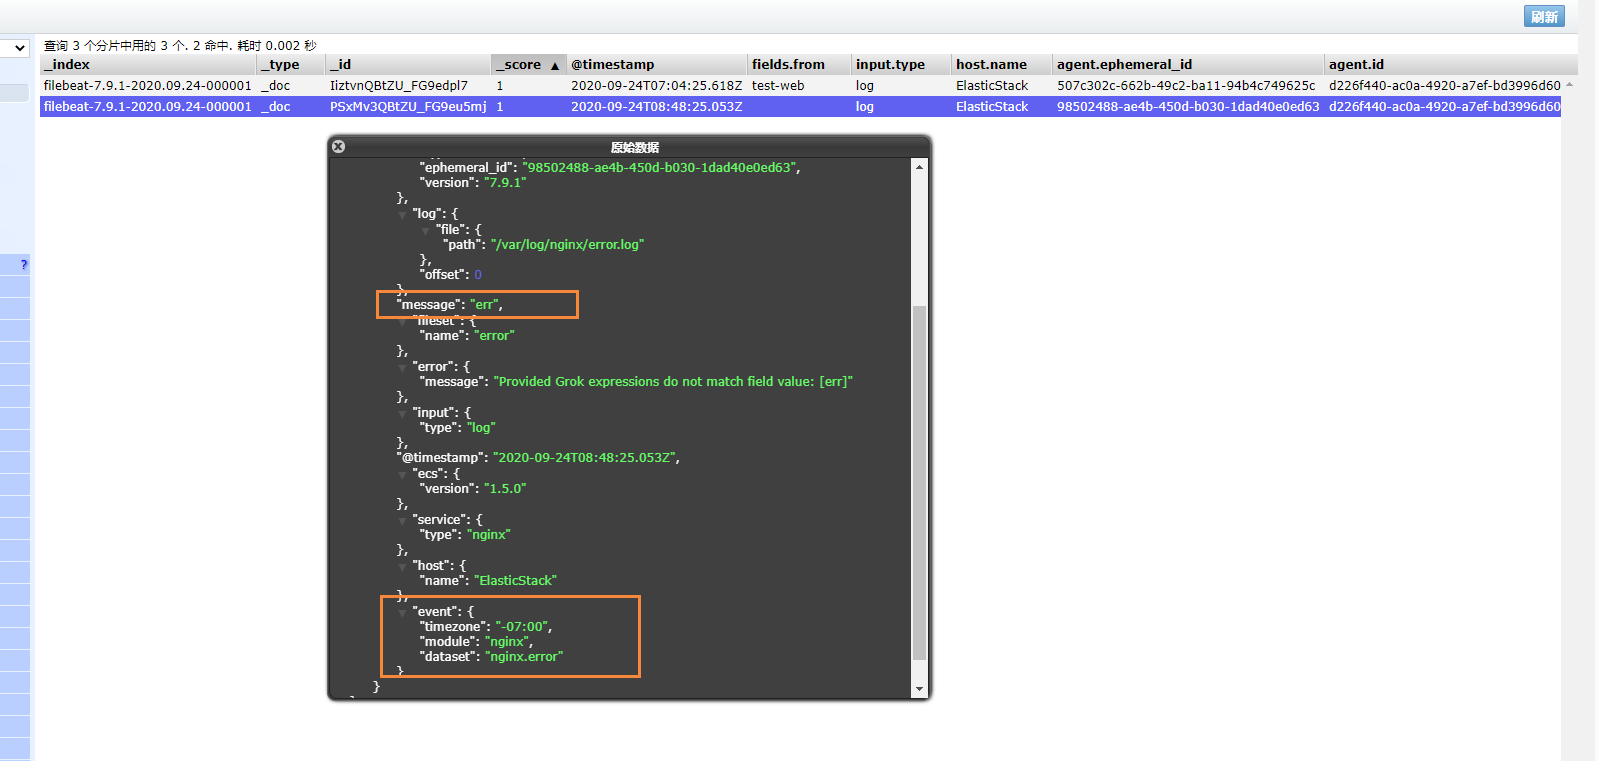 刷新
查询 3 个分片中用的 3 个. 2 命中. 耗时 0.002 秒
_index _type _id _score ▲ @timestamp fields.from input.type host.name agent.ephemeral_id agent.id
filebeat-7.9.1-2020.09.24-000001 _doc IiztvnQBtZU_FG9edpl7 1 2020-09-24T07:04:25.618Z test-web log ElasticStack 507c302c-662b-49c2-ba11-94b4c749625c d226f440-ac0a-4920-a7ef-bd3996d60
filebeat-7.9.1-2020.09.24-000001 _doc PSxMv3QBtZU_FG9eu5mj 1 2020-09-24T08:48:25.053Z log ElasticStack 98502488-ae4b-450d-b030-1dad40e0ed63 d226f440-ac0a-4920-a7ef-bd3996d60
?
原始数据
"ephemeral_id": "98502488-ae4b-450d-b030-1dad40e0ed63",
"version": "7.9.1"
},
"log": {
"file": {
"path": "/var/log/nginx/error.log"
},
"offset": 0
},
"message": "err",
"fileset": {
"name": "error"
},
"error": {
"message": "Provided Grok expressions do not match field value: [err]"
},
"input": {
"type": "log"
},
"@timestamp": "2020-09-24T08:48:25.053Z",
"ecs": {
"version": "1.5.0"
},
"service": {
"type": "nginx"
},
"host": {
"name": "ElasticStack"
},
"event": {
"timezone": "-07:00",
"module": "nginx",
"dataset": "nginx.error"
}
}